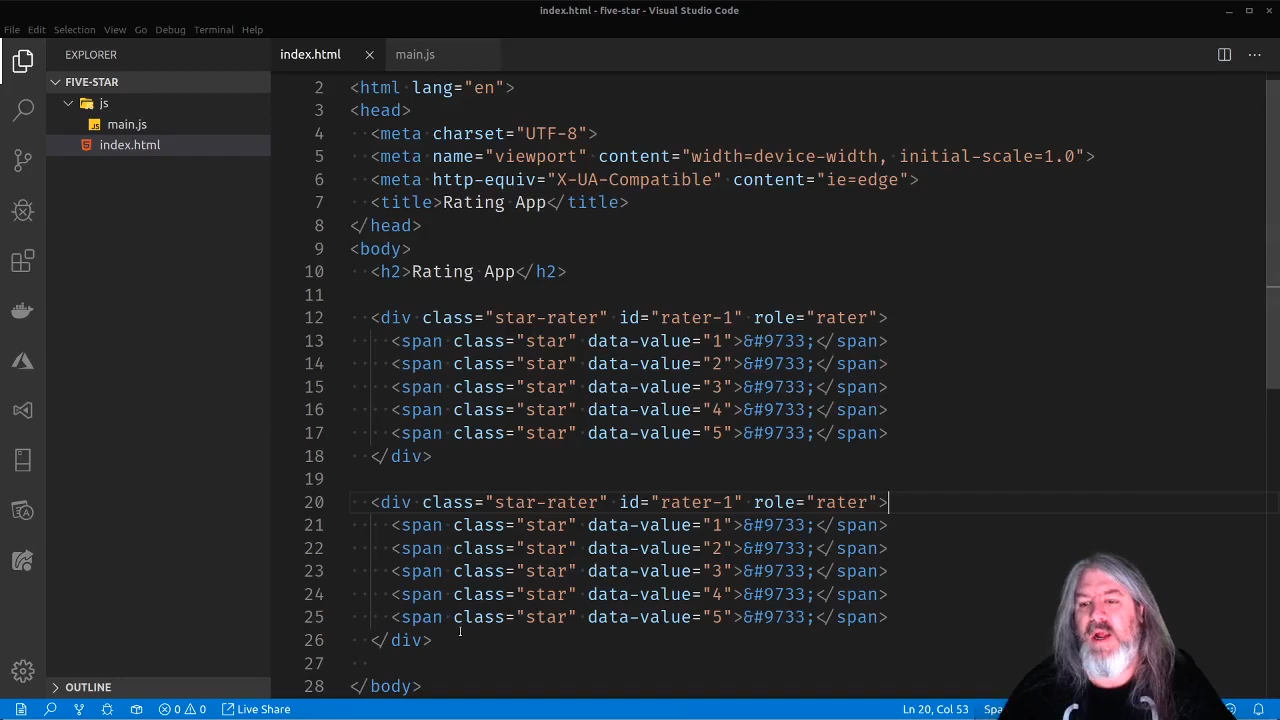 index.html - five-star - Visual Studio Code
File Edit Selection View Go Debug Terminal Help
EXPLORER
index.html
main.js
FIVE-STAR
js
main.js
index.html
2 <html lang="en">
3 <head>
4 <meta charset="UTF-8">
5 <meta name="viewport" content="width=device-width, initial-scale=1.0">
6 <meta http-equiv="X-UA-Compatible" content="ie=edge">
7 <title>Rating App</title>
8 </head>
9 <body>
10 <h2>Rating App</h2>
11
12 <div class="star-rater" id="rater-1" role="rater">
13 <span class="star" data-value="1">&#9733;</span>
14 <span class="star" data-value="2">&#9733;</span>
15 <span class="star" data-value="3">&#9733;</span>
16 <span class="star" data-value="4">&#9733;</span>
17 <span class="star" data-value="5">&#9733;</span>
18 </div>
19
20 <div class="star-rater" id="rater-1" role="rater">
21 <span class="star" data-value="1">&#9733;</span>
22 <span class="star" data-value="2">&#9733;</span>
23 <span class="star" data-value="3">&#9733;</span>
24 <span class="star" data-value="4">&#9733;</span>
25 <span class="star" data-value="5">&#9733;</span>
26 </div>
27
28 </body>
OUTLINE
0 0 Live Share Ln 20, Col 53